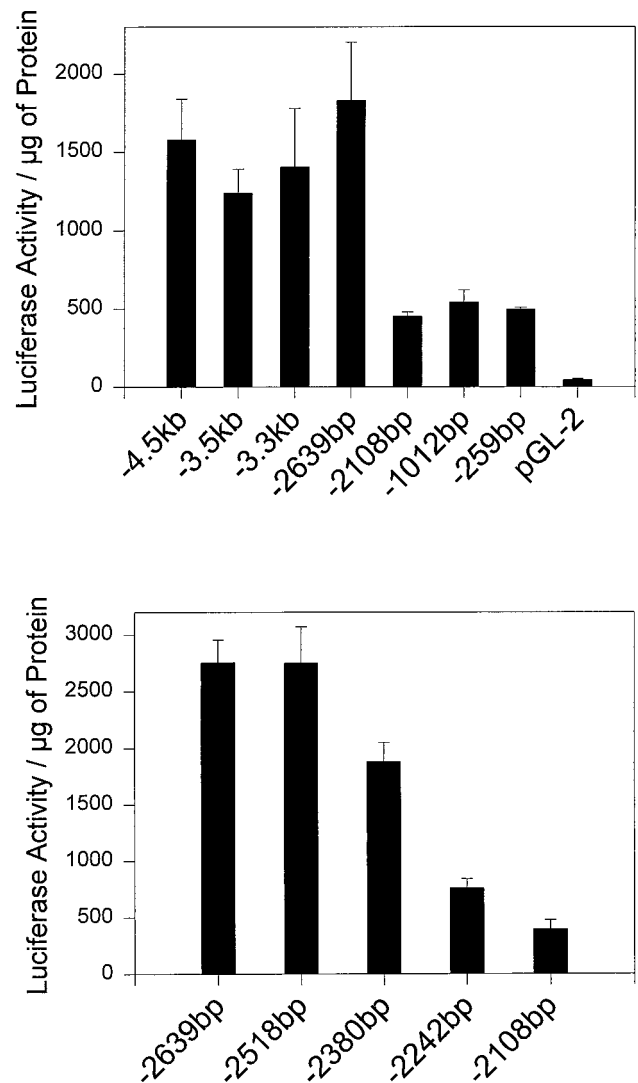 Luciferase Activity / µg of Protein
2000
1500
1000
500
0
-4.5kb
-3.5kb
-3.3kb
-2639bp
-2108bp
-1012bp
-259bp
pGL-2
Luciferase Activity / µg of Protein
3000
2500
2000
1500
1000
500
0
-2639bp
-2518bp
-2380bp
-2242bp
-2108bp